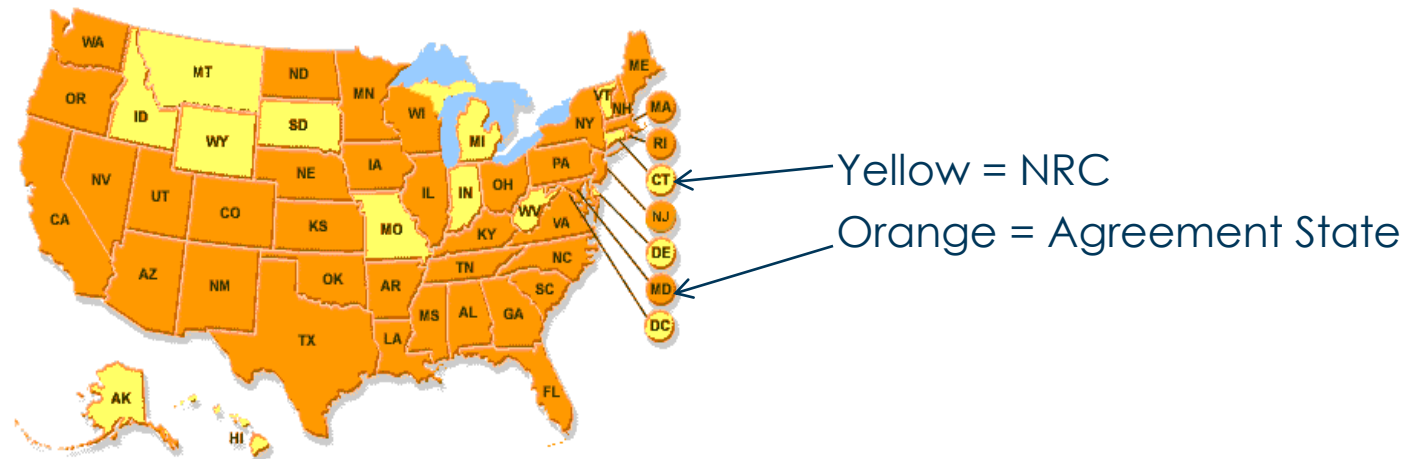 WA
MT
ND
MN
ME
OR
ID
WY
SD
WI
MI
NY
VT
NH
MA
RI
CT
NJ
DE
MD
DC
NV
UT
CO
NE
IA
IL
IN
OH
PA
CA
KS
MO
KY
WV
VA
AZ
NM
OK
AR
TN
NC
SC
TX
LA
MS
AL
GA
FL
AK
HI
Yellow = NRC
Orange = Agreement State